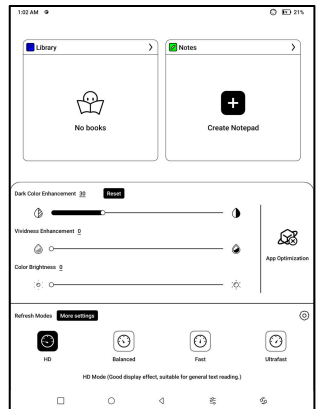 1:02 AM 21%
Library
Notes
No books
Create Notepad
Dark Color Enhancement 30 Reset
Vividness Enhancement 0
App Optimization
Color Brightness 0
Refresh Modes More settings
HD Balanced Fast Ultrafast
HD Mode (Good display effect, suitable for general text reading.)